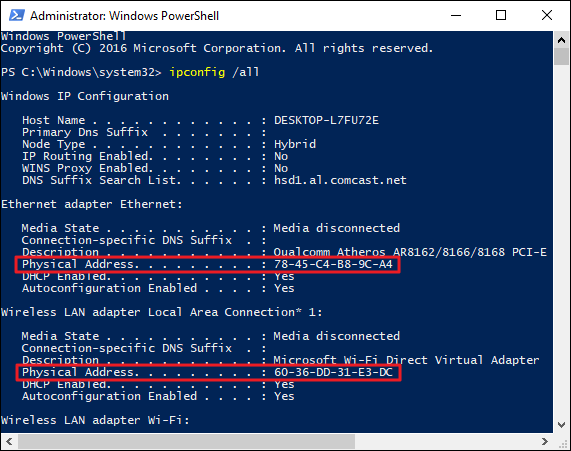 Administrator: Windows PowerShell
Windows PowerShell
Copyright (C) 2016 Microsoft Corporation. All rights reserved.
PS C:\Windows\system32> ipconfig /all
Windows IP Configuration
Host Name . . . . . . . . . . . . : DESKTOP-L7FU72E
Primary Dns Suffix  . . . . . . . :
Node Type . . . . . . . . . . . . : Hybrid
IP Routing Enabled. . . . . . . . : No
WINS Proxy Enabled. . . . . . . . : No
DNS Suffix Search List. . . . . . : hsd1.al.comcast.net
Ethernet adapter Ethernet:
Media State . . . . . . . . . . . : Media disconnected
Connection-specific DNS Suffix  . :
Description . . . . . . . . . . . : Qualcomm Atheros AR8162/8166/8168 PCI-E
Physical Address. . . . . . . . . : 78-45-C4-B8-9C-A4
DHCP Enabled. . . . . . . . . . . : Yes
Autoconfiguration Enabled . . . . : Yes
Wireless LAN adapter Local Area Connection* 1:
Media State . . . . . . . . . . . : Media disconnected
Connection-specific DNS Suffix  . :
Description . . . . . . . . . . . : Microsoft Wi-Fi Direct Virtual Adapter
Physical Address. . . . . . . . . : 60-36-DD-31-E3-DC
DHCP Enabled. . . . . . . . . . . : Yes
Autoconfiguration Enabled . . . . : Yes
Wireless LAN adapter Wi-Fi: